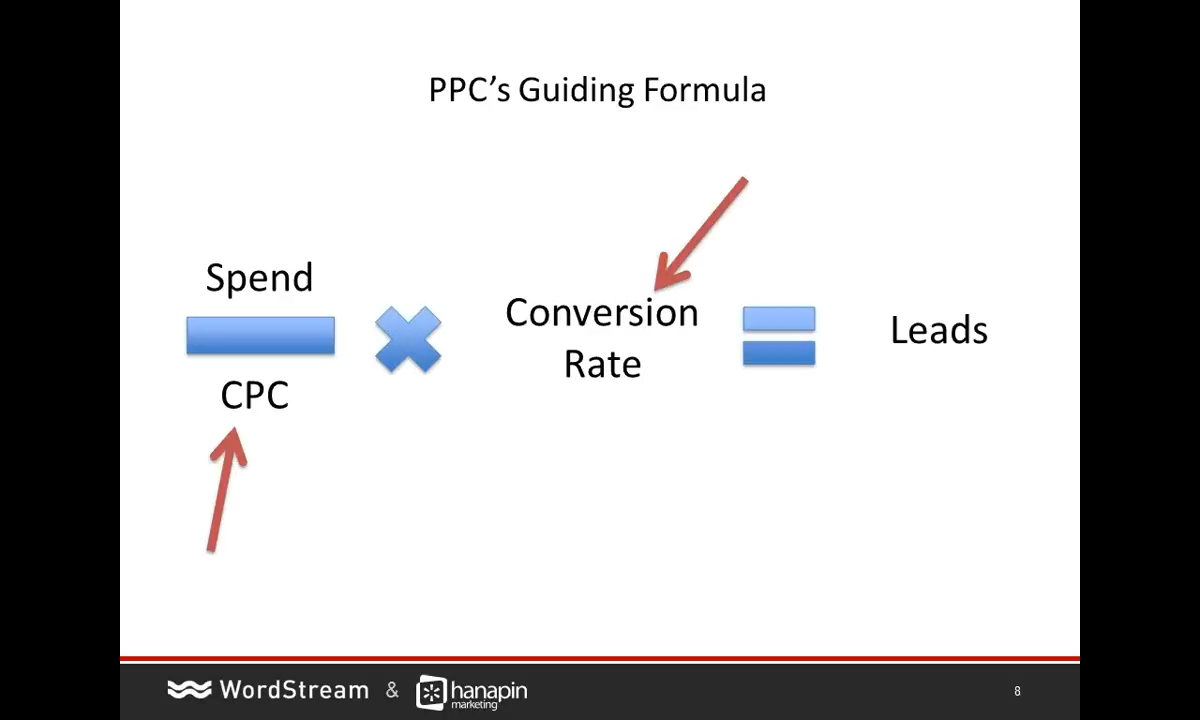 PPC’s Guiding Formula
Spend
CPC
Conversion
Rate
Leads
WordStream & hanapin
marketing
8